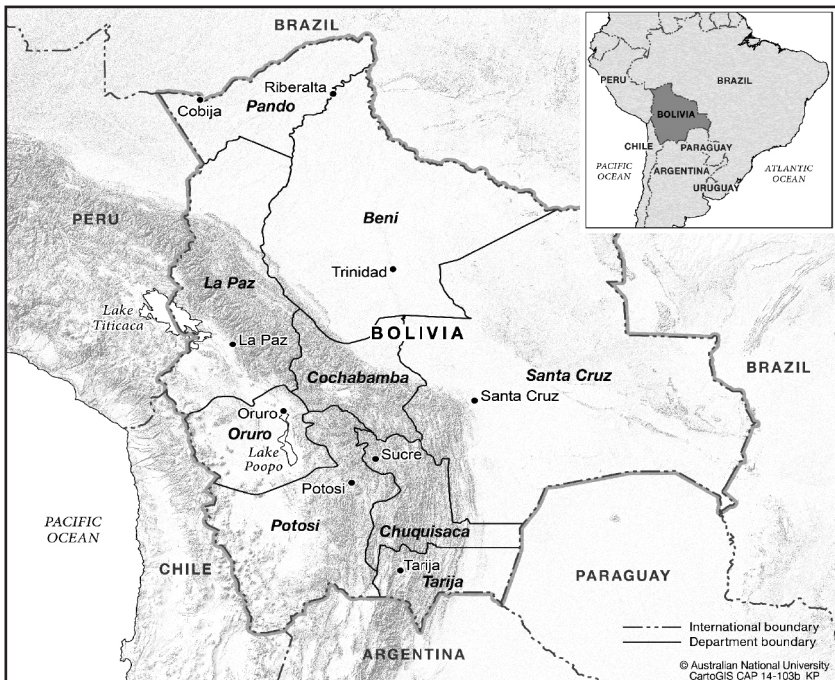 BRAZIL
Riberalta
Cobija
Pando
PERU
Beni
Trinidad
La Paz
Lake
Titicaca
La Paz
BOLIVIA
Cochabamba
Santa Cruz
Santa Cruz
BRAZIL
Oruro
Oruro
Lake
Poopo
Sucre
Potosi
Potosi
Chuquisaca
PACIFIC
OCEAN
CHILE
Tarija
Tarija
PARAGUAY
ARGENTINA
PERU
BRAZIL
BOLIVIA
CHILE
PARAGUAY
PACIFIC
OCEAN
ARGENTINA
ATLANTIC
OCEAN
URUGUAY
International boundary
Department boundary
© Australian National University
CartoGIS CAP 14-103b KP